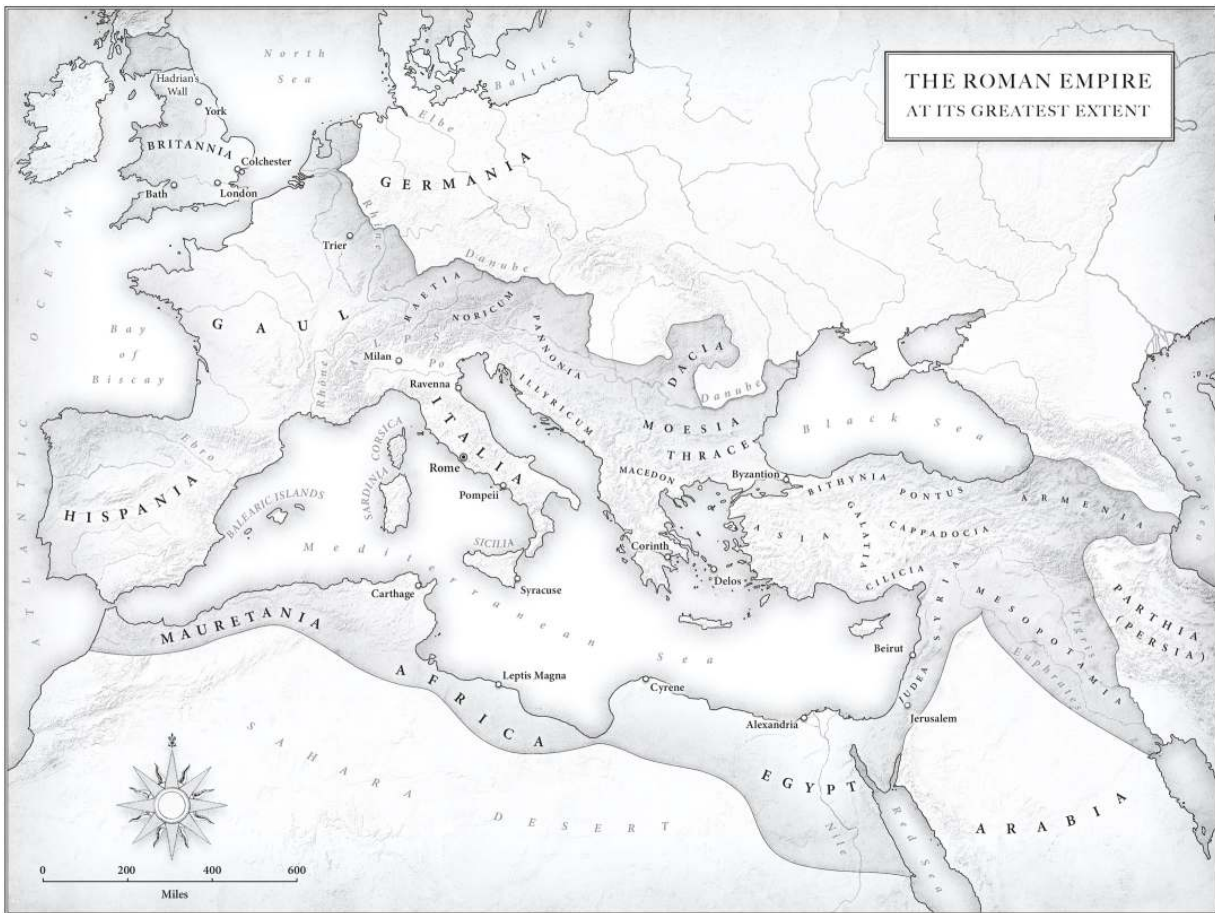 THE ROMAN EMPIRE
AT ITS GREATEST EXTENT
North
Sea
Baltic Sea
Hadrian's
Wall
York
BRITANNIA
Colchester
Bath
London
Elbe
GERMANIA
Rhine
Trier
Danube
ATLANTIC OCEAN
Bay
of
Biscay
GAUL
RAETIA
NORICUM
ALPS
PANNONIA
Milan
Po
Rhône
Ravenna
ILLYRICUM
DACIA
Danube
Black Sea
Caspian Sea
MOESIA
THRACE
Ebro
CORSICA
ITALIA
Rome
SARDINIA
Pompeii
MACEDON
Byzantion
BITHYNIA
PONTUS
ARMENIA
HISPANIA
BALEARIC ISLANDS
SICILIA
ASIA
GALATIA
CAPPADOCIA
Corinth
Delos
CILICIA
Mediterranean Sea
Carthage
Syracuse
MAURETANIA
SYRIA
MESOPOTAMIA
Tigris
Euphrates
PARTHIA
(PERSIA)
Beirut
AFRICA
Leptis Magna
Cyrene
JUDEA
Jerusalem
Alexandria
SAHARA
DESERT
EGYPT
Nile
Red Sea
ARABIA
0 200 400 600
Miles